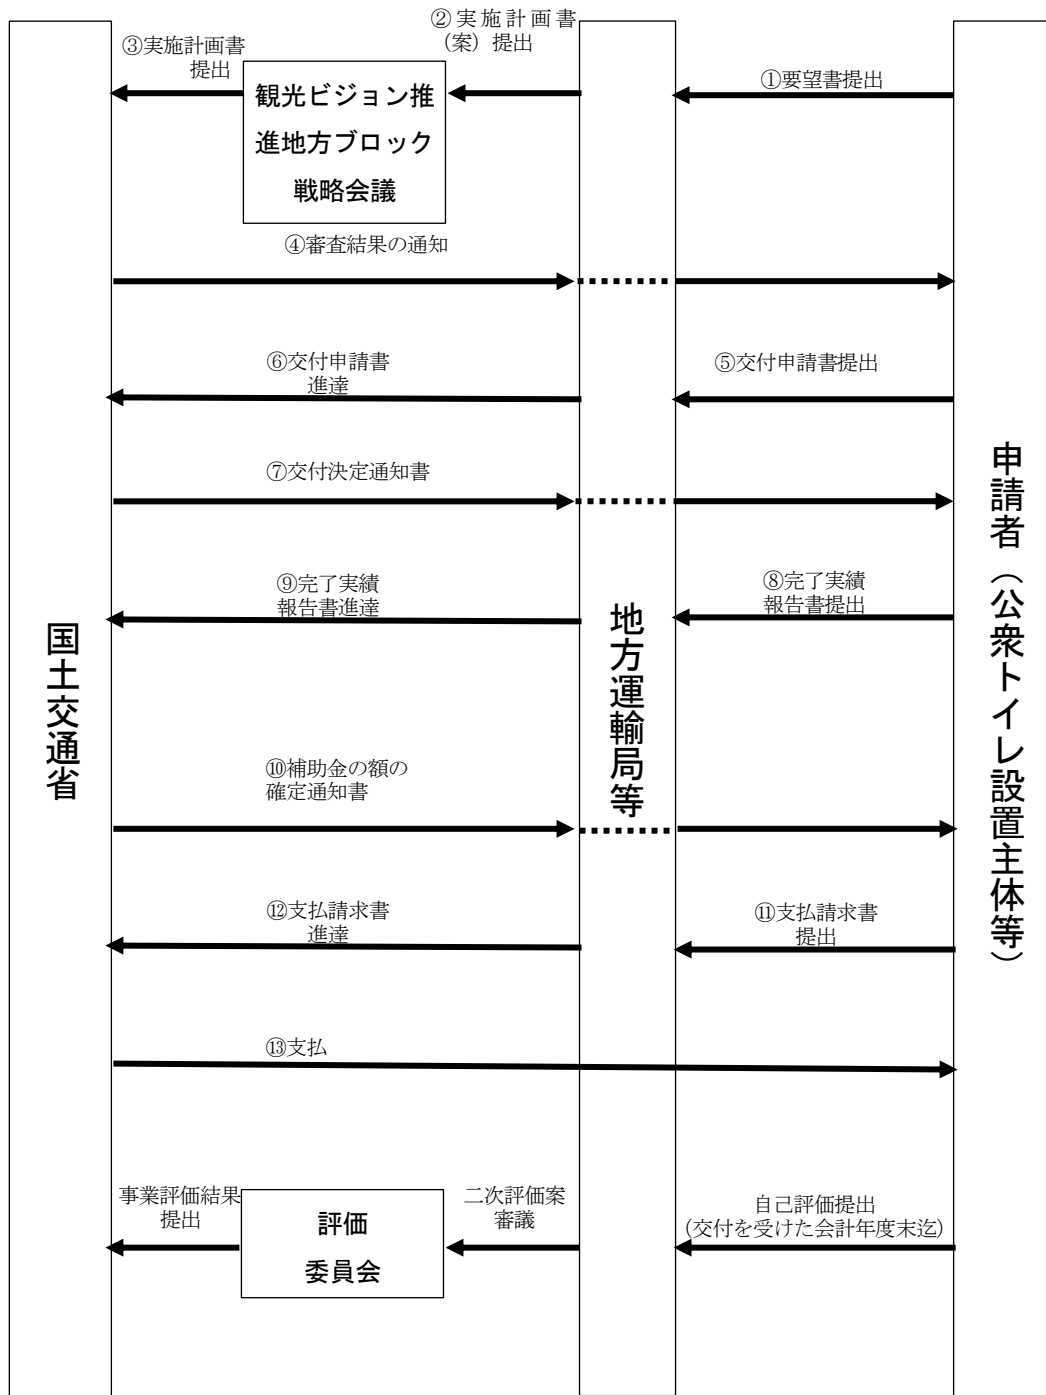 ②実施計画書
（案）提出
③実施計画書
提出
①要望書提出
観光ビジョン推
進地方ブロック
戦略会議
④審査結果の通知
⑥交付申請書
進達
⑤交付申請書提出
⑦交付決定通知書
⑨完了実績
報告書進達
⑧完了実績
報告書提出
国土交通省
地方運輸局等
申請者（公衆トイレ設置主体等）
⑩補助金の額の
確定通知書
⑫支払請求書
進達
⑪支払請求書
提出
⑬支払
事業評価結果
提出
評価
委員会
二次評価案
審議
自己評価提出
（交付を受けた会計年度末迄）